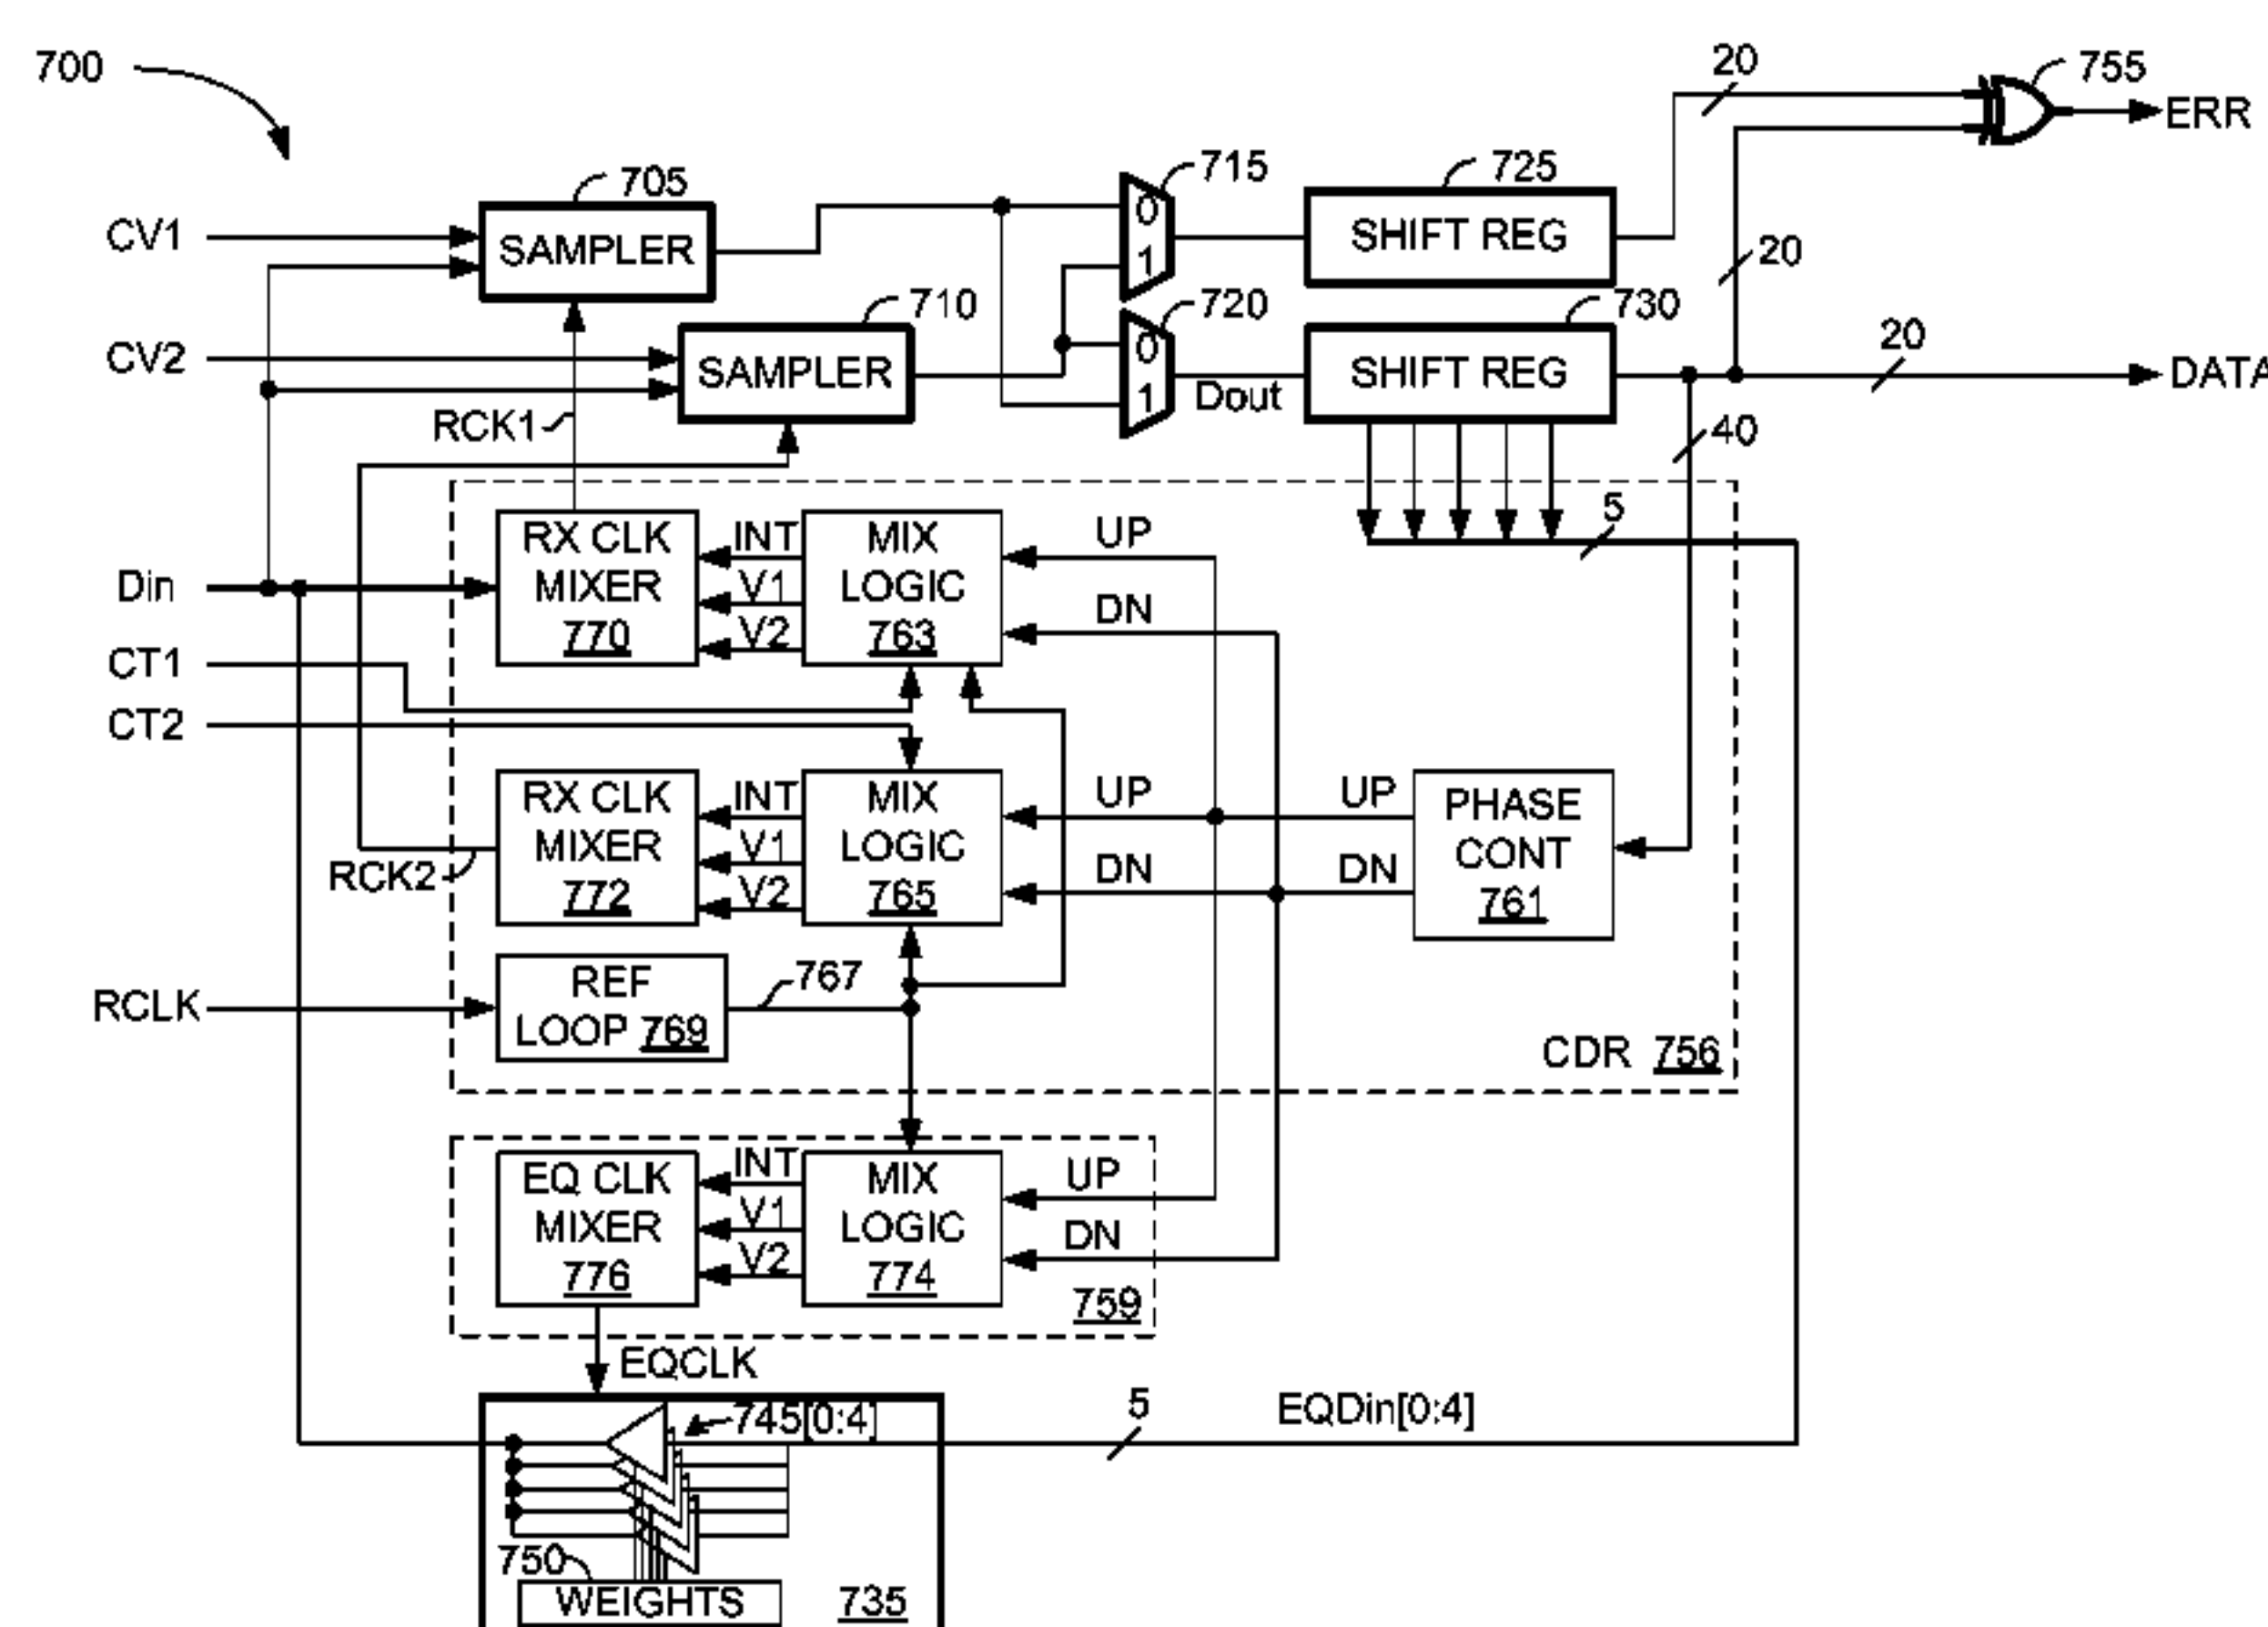 700
20
755
ERR
705
715
725
CV1
SAMPLER
0
1
SHIFT REG
20
710
720
730
CV2
SAMPLER
0
1
Dout
SHIFT REG
20
DATA
RCK1
40
5
Din
RX CLK
MIXER
770
INT
V1
V2
MIX
LOGIC
763
UP
DN
CT1
CT2
RX CLK
MIXER
772
INT
V1
V2
MIX
LOGIC
765
UP
DN
UP
DN
PHASE
CONT
761
RCK2
RCLK
REF
LOOP 769
767
CDR 756
EQ CLK
MIXER
776
INT
V1
V2
MIX
LOGIC
774
UP
DN
759
EQCLK
745[0:4]
5
EQDin[0:4]
750
WEIGHTS
735